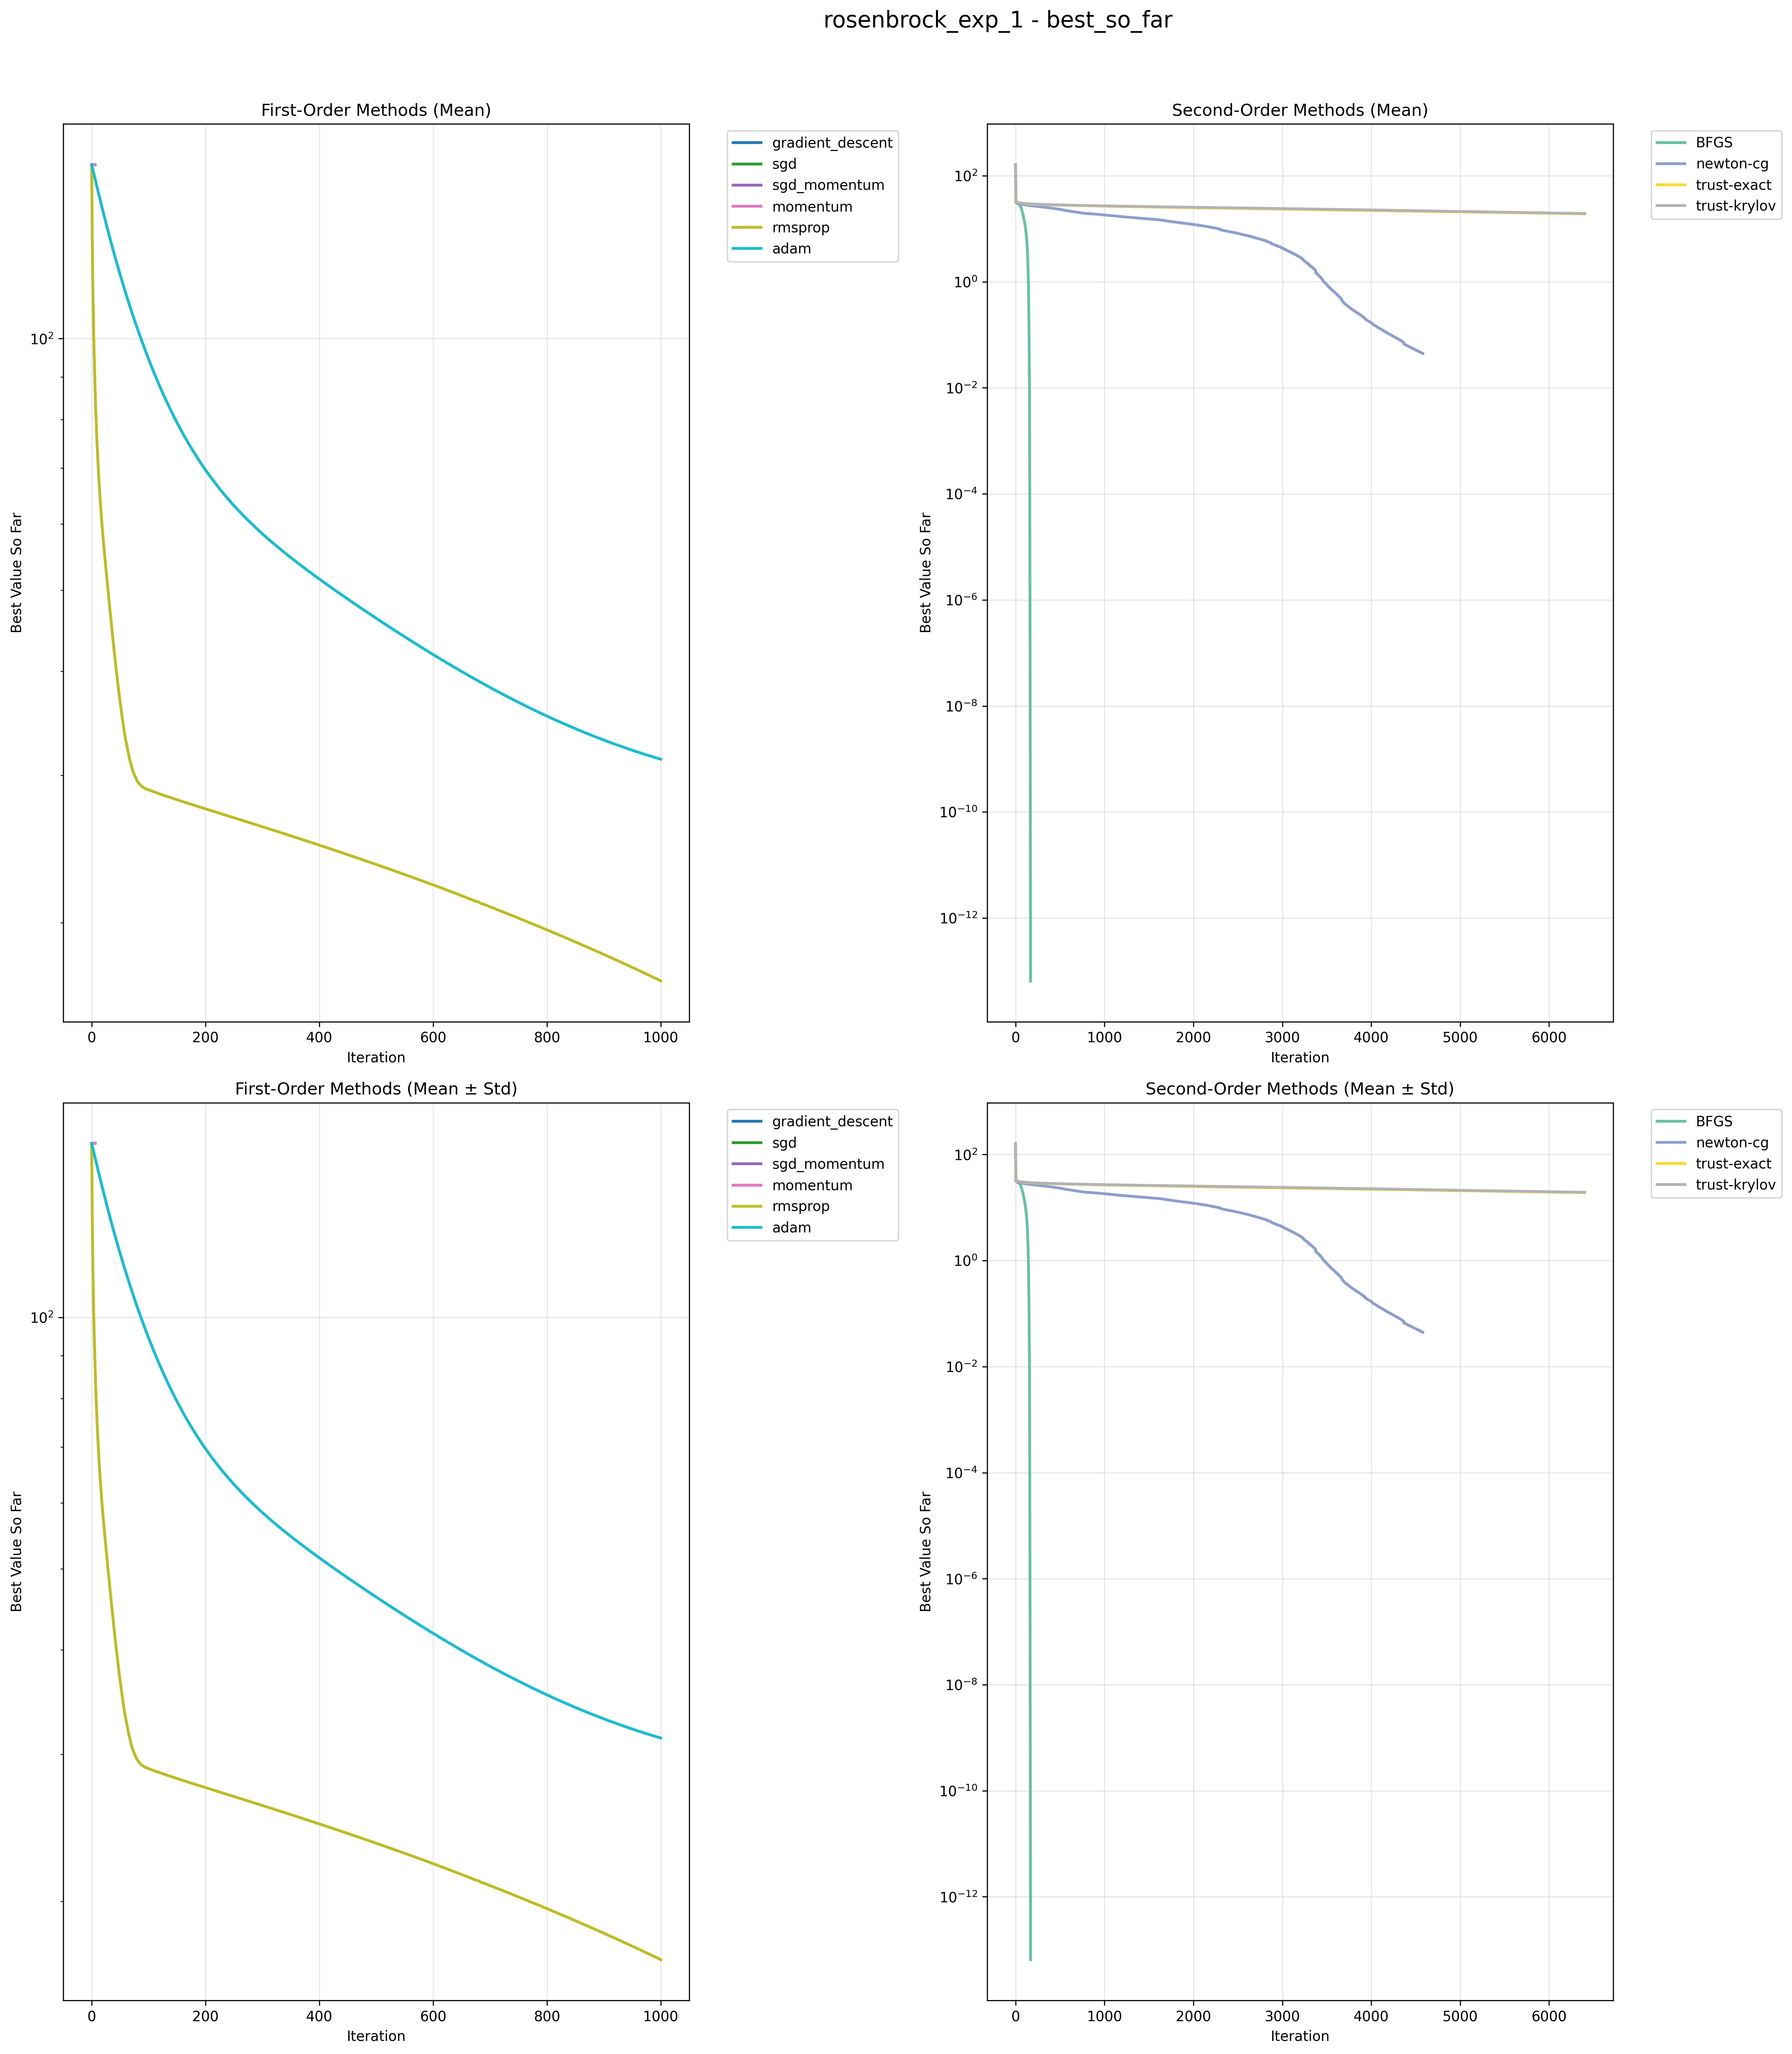 rosenbrock_exp_1 - best_so_far
First-Order Methods (Mean)
Best Value So Far
10²
0 200 400 600 800 1000
Iteration
gradient_descent
sgd
sgd_momentum
momentum
rmsprop
adam
Second-Order Methods (Mean)
Best Value So Far
10²
10⁰
10⁻²
10⁻⁴
10⁻⁶
10⁻⁸
10⁻¹⁰
10⁻¹²
0 1000 2000 3000 4000 5000 6000
Iteration
BFGS
newton-cg
trust-exact
trust-krylov
First-Order Methods (Mean ± Std)
Best Value So Far
10²
0 200 400 600 800 1000
Iteration
gradient_descent
sgd
sgd_momentum
momentum
rmsprop
adam
Second-Order Methods (Mean ± Std)
Best Value So Far
10²
10⁰
10⁻²
10⁻⁴
10⁻⁶
10⁻⁸
10⁻¹⁰
10⁻¹²
0 1000 2000 3000 4000 5000 6000
Iteration
BFGS
newton-cg
trust-exact
trust-krylov